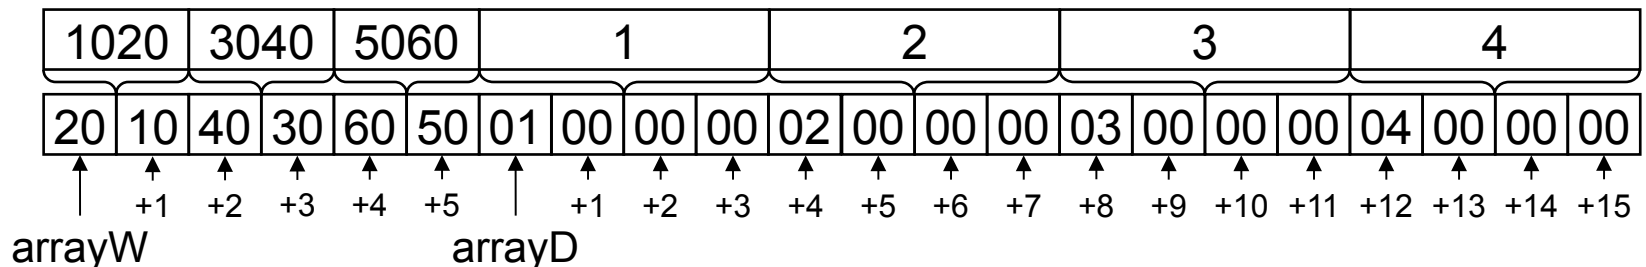 1020 3040 5060 1 2 3 4
20 10 40 30 60 50 01 00 00 00 02 00 00 00 03 00 00 00 04 00 00 00
+1 +2 +3 +4 +5 +1 +2 +3 +4 +5 +6 +7 +8 +9 +10 +11 +12 +13 +14 +15
arrayW arrayD